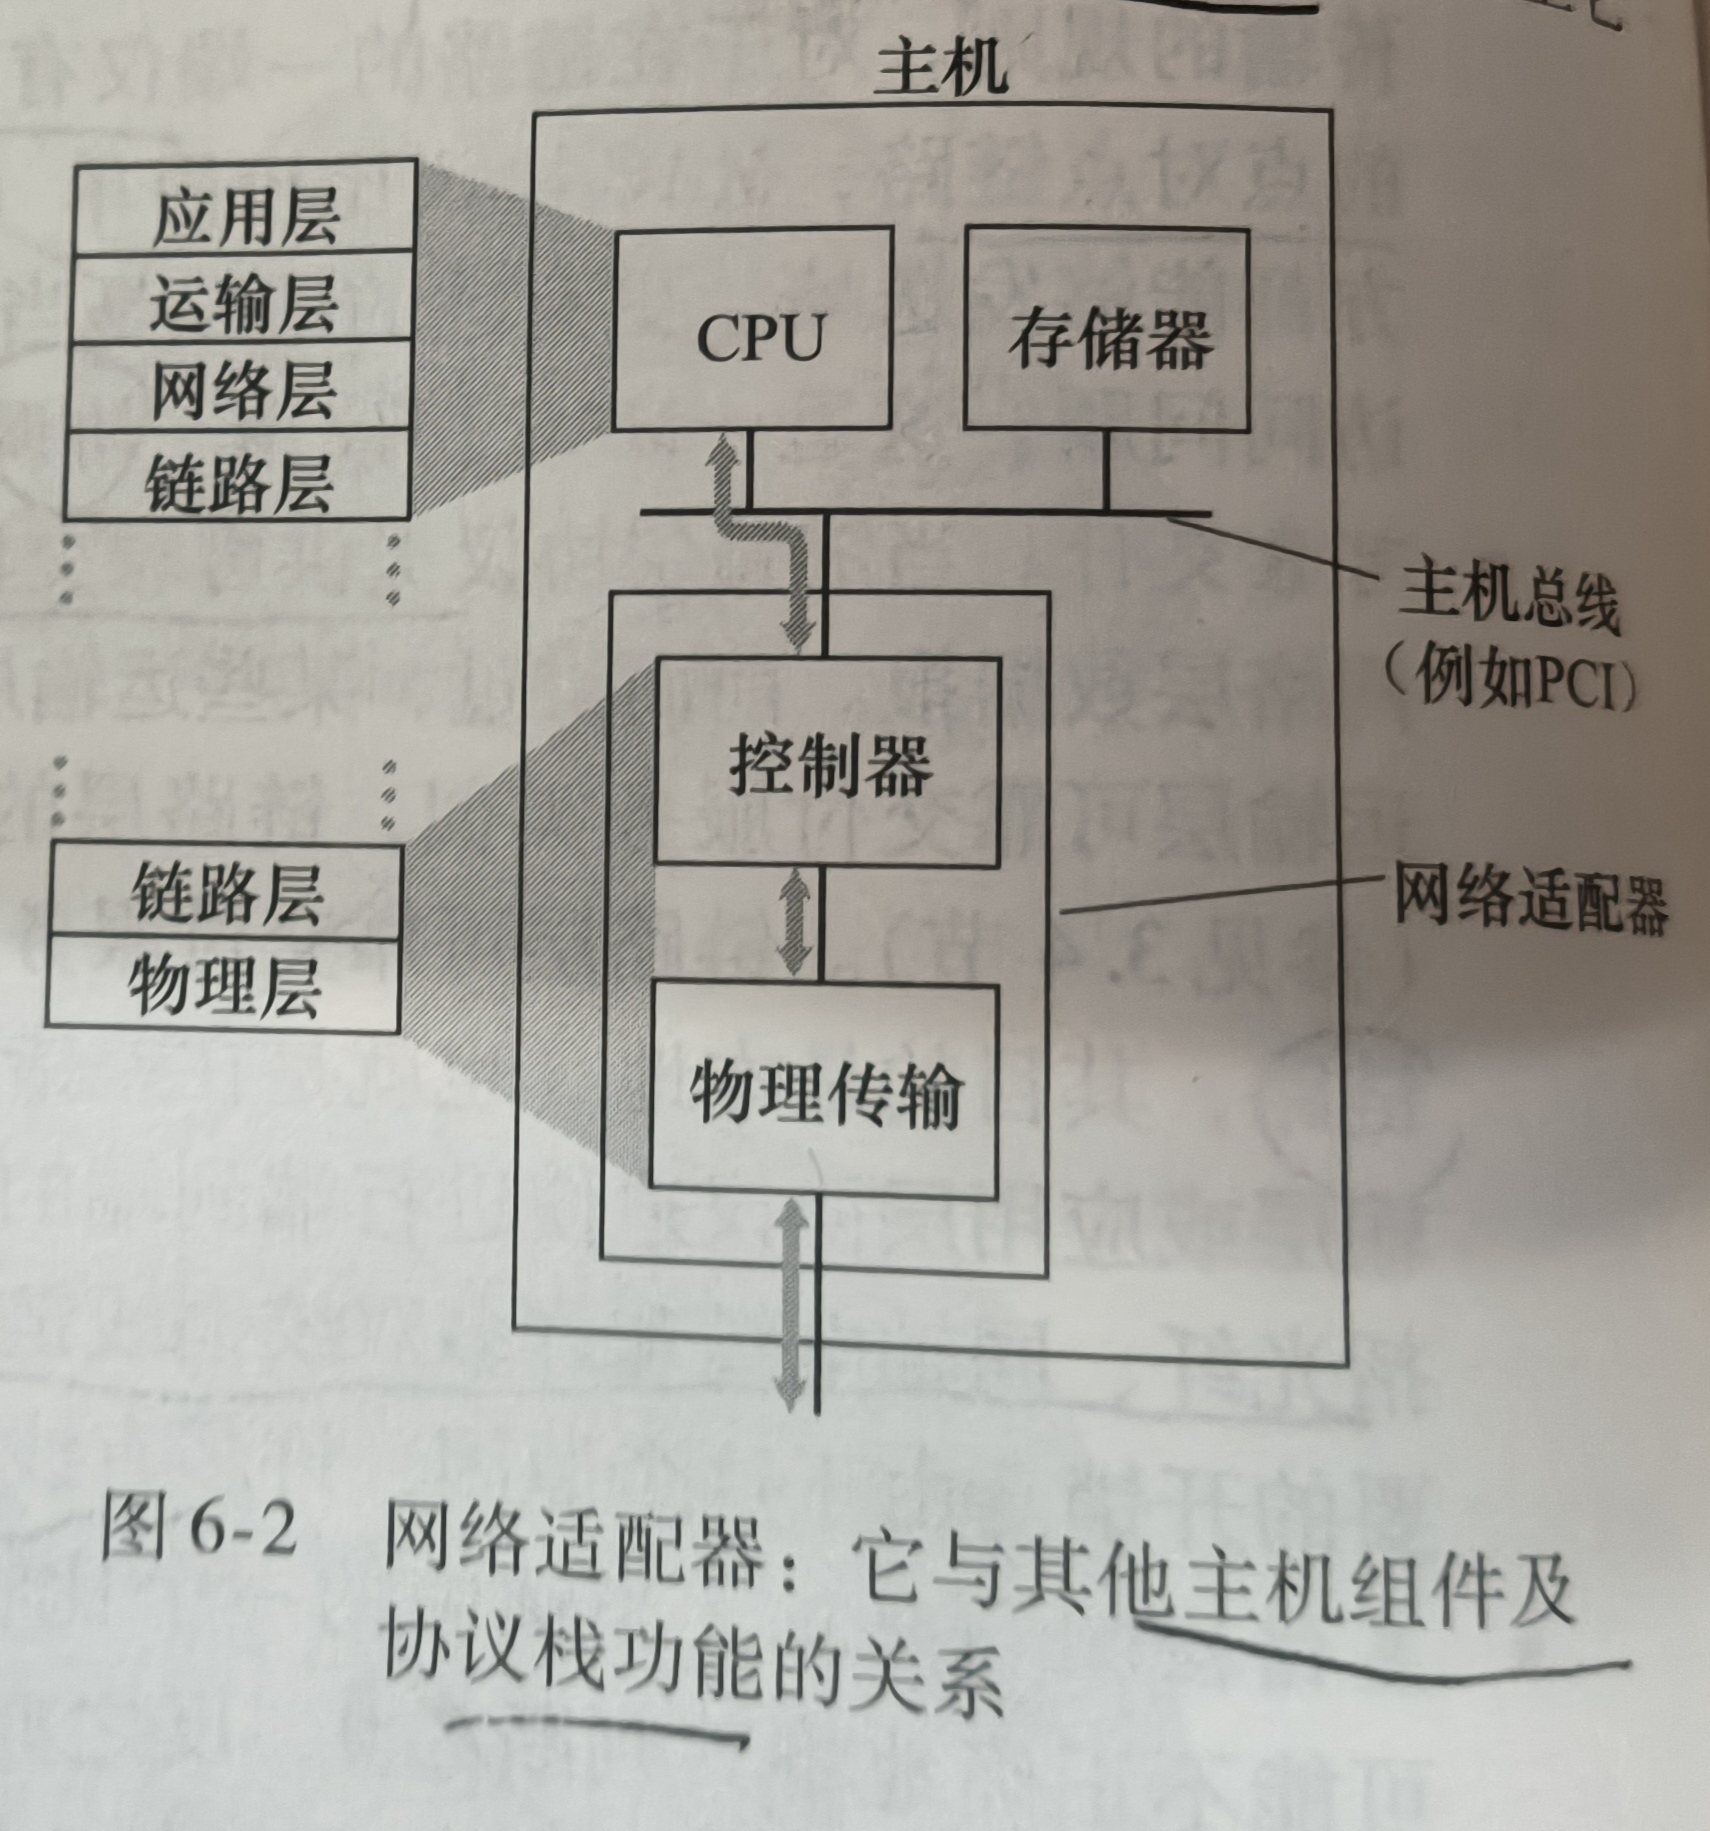 主机
应用层
运输层
网络层
链路层
CPU
存储器
主机总线
（例如PCI）
控制器
网络适配器
链路层
物理层
物理传输
图 6-2 网络适配器：它与其他主机组件及
协议栈功能的关系